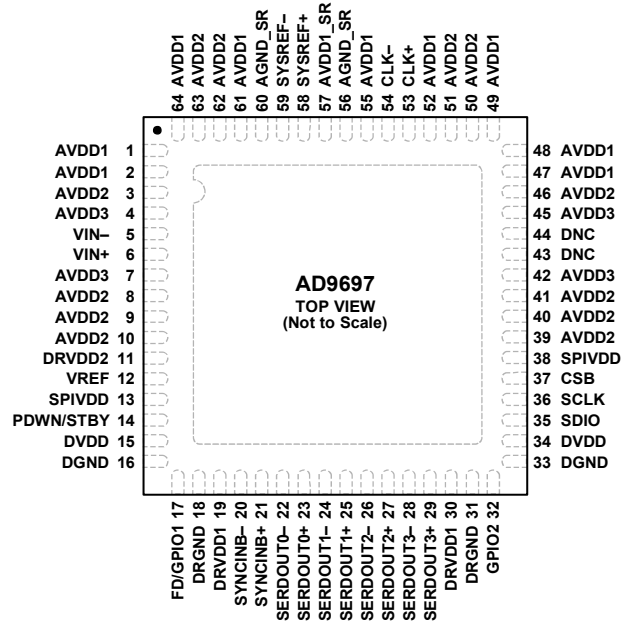 64 AVDD1
63 AVDD2
62 AVDD2
61 AVDD1
60 AGND_SR
59 SYSREF–
58 SYSREF+
57 AVDD1_SR
56 AGND_SR
55 AVDD1
54 CLK–
53 CLK+
52 AVDD1
51 AVDD2
50 AVDD2
49 AVDD1
AVDD1 1
AVDD1 2
AVDD2 3
AVDD3 4
VIN– 5
VIN+ 6
AVDD3 7
AVDD2 8
AVDD2 9
AVDD2 10
DRVDD2 11
VREF 12
SPIVDD 13
PDWN/STBY 14
DVDD 15
DGND 16
AD9697
TOP VIEW
(Not to Scale)
48 AVDD1
47 AVDD1
46 AVDD2
45 AVDD3
44 DNC
43 DNC
42 AVDD3
41 AVDD2
40 AVDD2
39 AVDD2
38 SPIVDD
37 CSB
36 SCLK
35 SDIO
34 DVDD
33 DGND
FD/GPIO1 17
DRGND 18
DRVDD1 19
SYNCINB– 20
SYNCINB+ 21
SERDOUT0– 22
SERDOUT0+ 23
SERDOUT1– 24
SERDOUT1+ 25
SERDOUT2– 26
SERDOUT2+ 27
SERDOUT3– 28
SERDOUT3+ 29
DRVDD1 30
DRGND 31
GPIO2 32